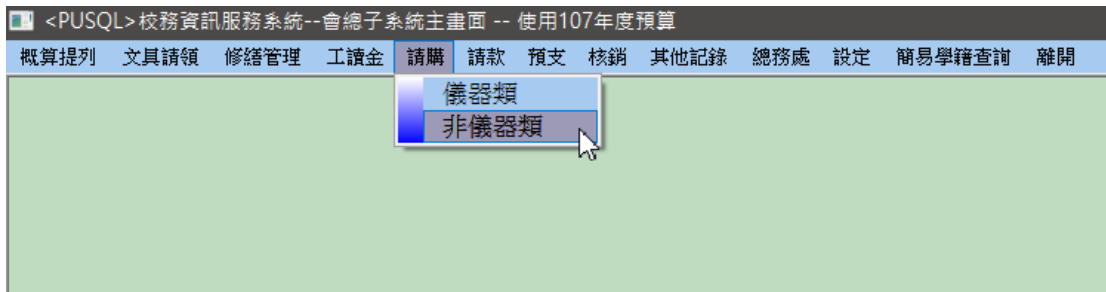 <PUSQL>校務資訊服務系統--會總子系統主畫面 -- 使用107年度預算
概算提列 文具請領 修繕管理 工讀金 請購 請款 預支 核銷 其他記錄 總務處 設定 簡易學籍查詢 離開
儀器類
非儀器類